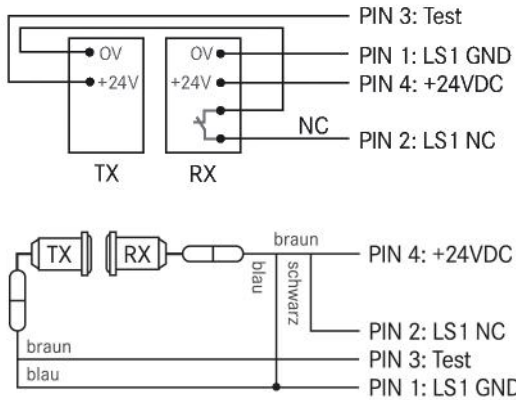 PIN 3: Test
0V 0V PIN 1: LS1 GND
+24V +24V PIN 4: +24VDC
NC PIN 2: LS1 NC
TX RX
TX RX braun PIN 4: +24VDC
blau schwarz
PIN 2: LS1 NC
braun PIN 3: Test
blau PIN 1: LS1 GND